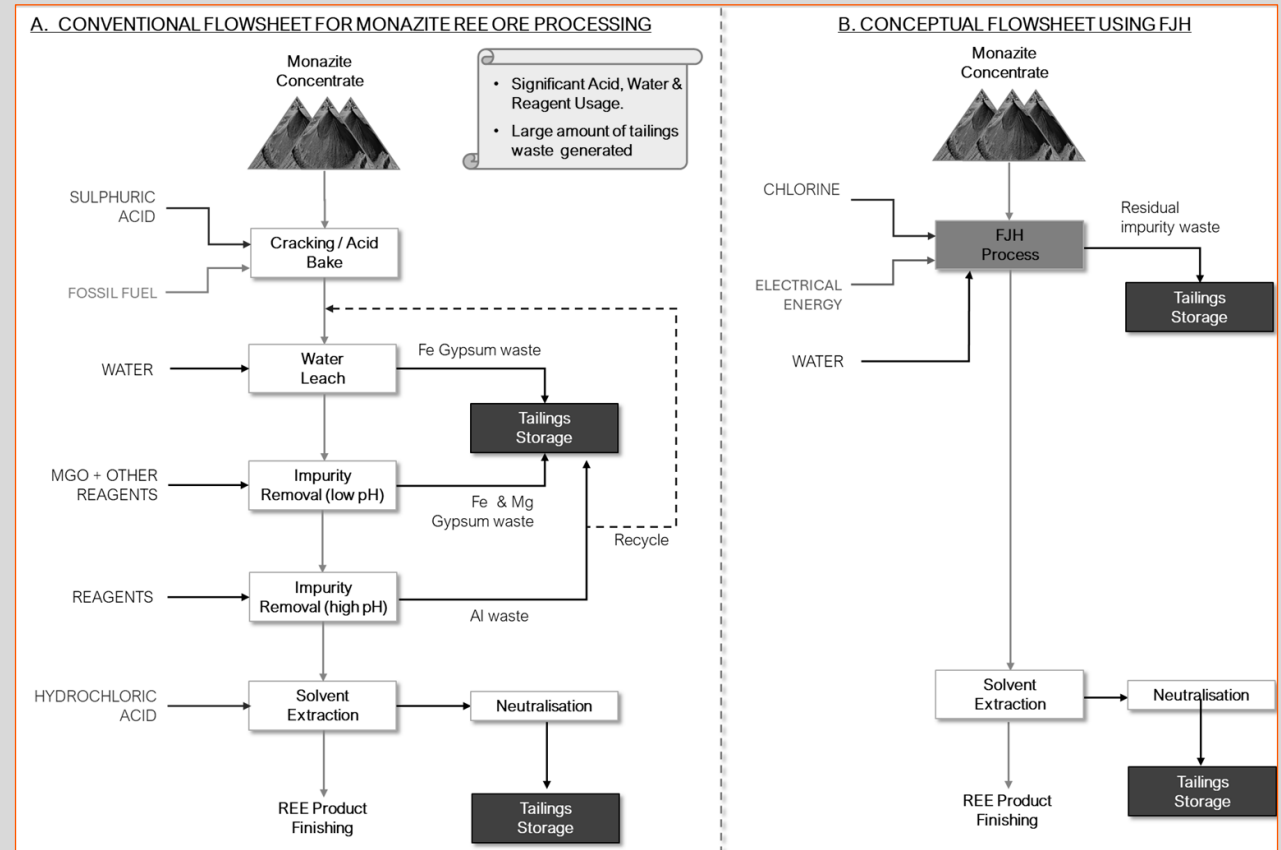 A. CONVENTIONAL FLOWSHEET FOR MONAZITE REE ORE PROCESSING
Monazite
Concentrate
• Significant Acid, Water &
Reagent Usage.
• Large amount of tailings
waste generated
SULPHURIC
ACID
Cracking / Acid
Bake
FOSSIL FUEL
WATER
Water
Leach
Fe Gypsum waste
Tailings
Storage
MGO + OTHER
REAGENTS
Impurity
Removal (low pH)
Fe & Mg
Gypsum waste
Recycle
REAGENTS
Impurity
Removal (high pH)
Al waste
HYDROCHLORIC
ACID
Solvent
Extraction
Neutralisation
REE Product
Finishing
Tailings
Storage
B. CONCEPTUAL FLOWSHEET USING FJH
Monazite
Concentrate
CHLORINE
FJH
Process
Residual
impurity waste
ELECTRICAL
ENERGY
Tailings
Storage
WATER
Solvent
Extraction
Neutralisation
REE Product
Finishing
Tailings
Storage